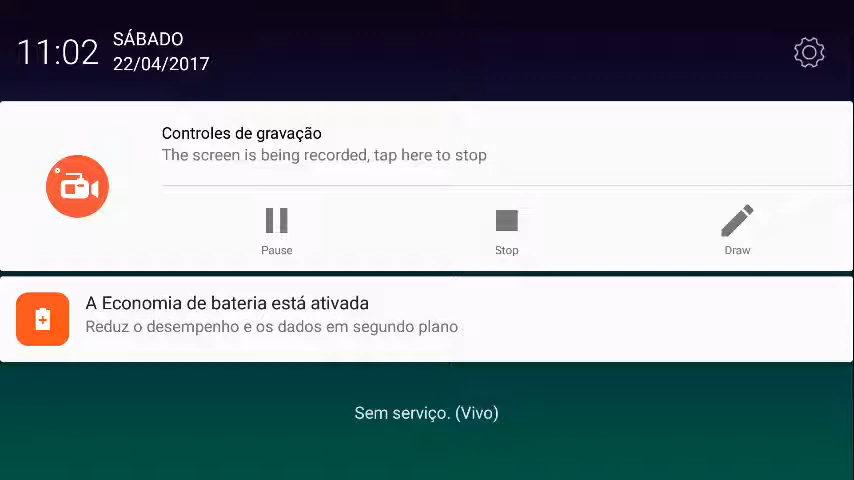 11:02
SÁBADO
22/04/2017
Controles de gravação
The screen is being recorded, tap here to stop
Pause
Stop
Draw
A Economia de bateria está ativada
Reduz o desempenho e os dados em segundo plano
Sem serviço. (Vivo)